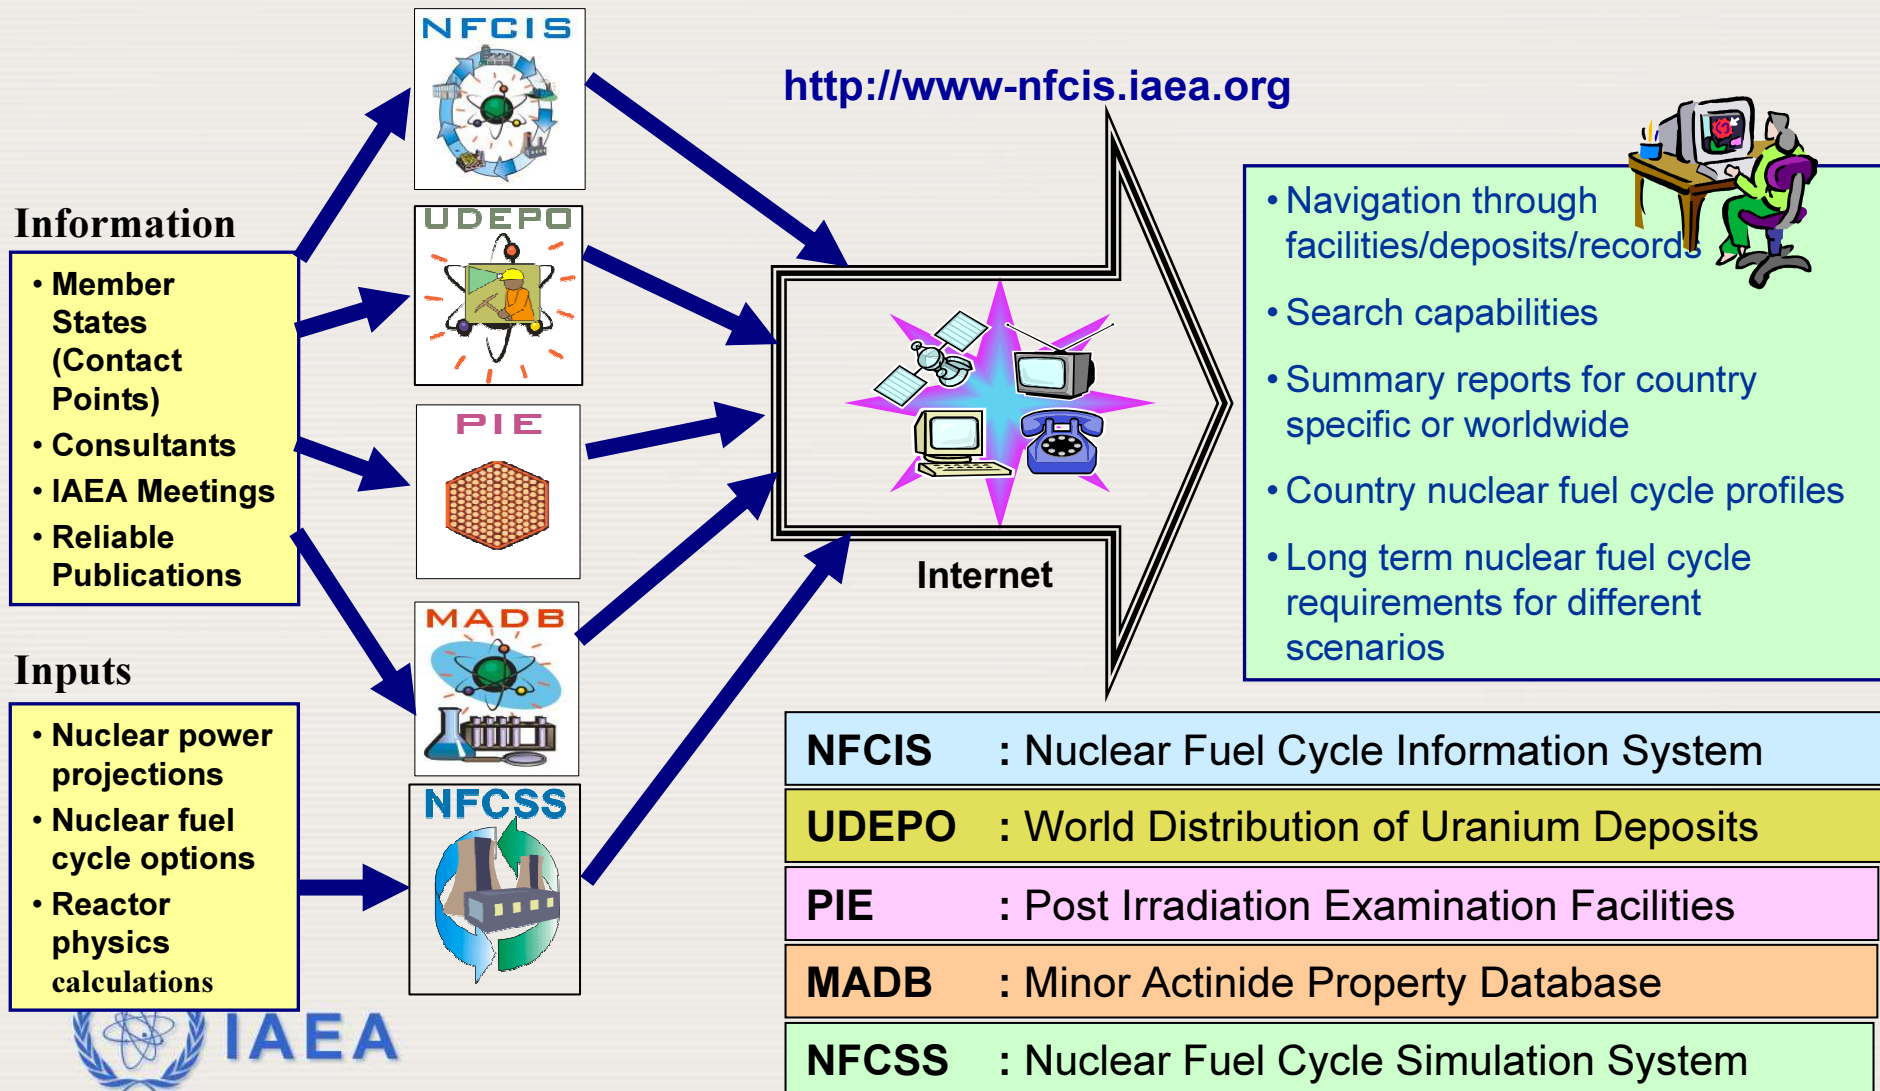 NFCIS
http://www-nfcis.iaea.org
UDEPO
PIE
MADB
NFCSS
Information
• Member
States
(Contact
Points)
• Consultants
• IAEA Meetings
• Reliable
Publications
Inputs
• Nuclear power
projections
• Nuclear fuel
cycle options
• Reactor
physics
calculations
IAEA
Internet
• Navigation through
facilities/deposits/records
• Search capabilities
• Summary reports for country
specific or worldwide
• Country nuclear fuel cycle profiles
• Long term nuclear fuel cycle
requirements for different
scenarios
NFCIS : Nuclear Fuel Cycle Information System
UDEPO : World Distribution of Uranium Deposits
PIE : Post Irradiation Examination Facilities
MADB : Minor Actinide Property Database
NFCSS : Nuclear Fuel Cycle Simulation System